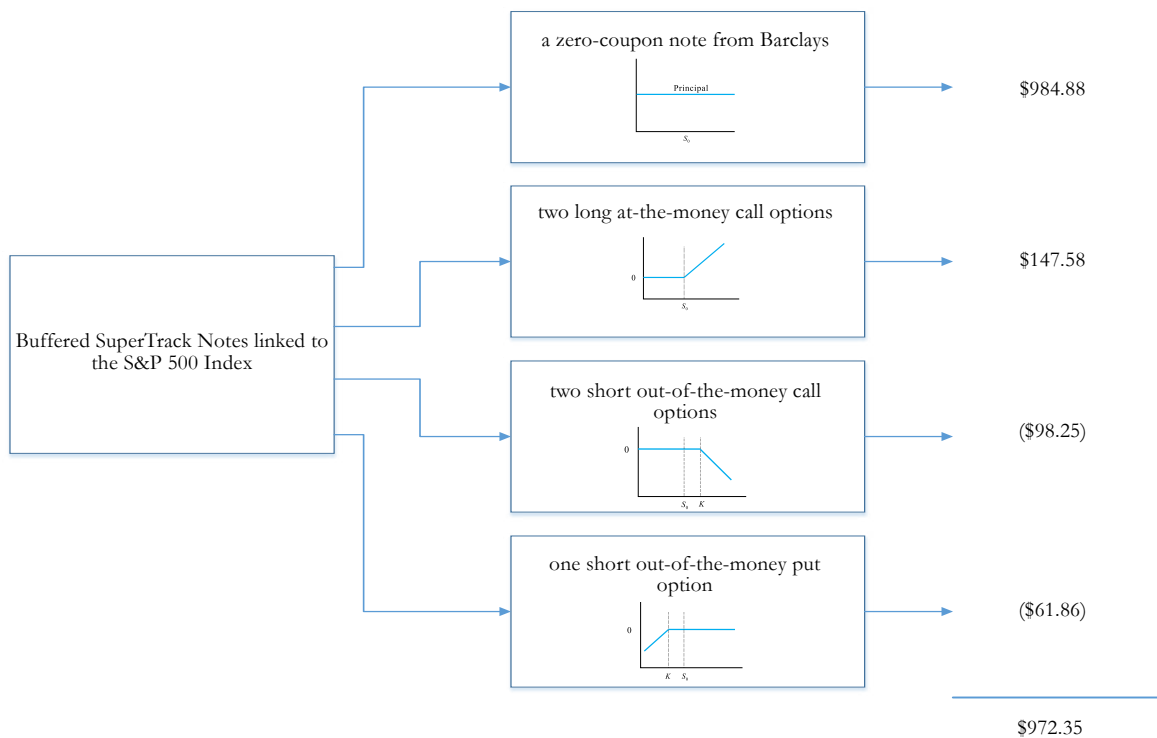 a zero-coupon note from Barclays
Principal
S₀
$984.88
two long at-the-money call options
0
S₀
$147.58
Buffered SuperTrack Notes linked to
the S&P 500 Index
two short out-of-the-money call
options
0
S₀ K
($98.25)
one short out-of-the-money put
option
0
K S₀
($61.86)
$972.35